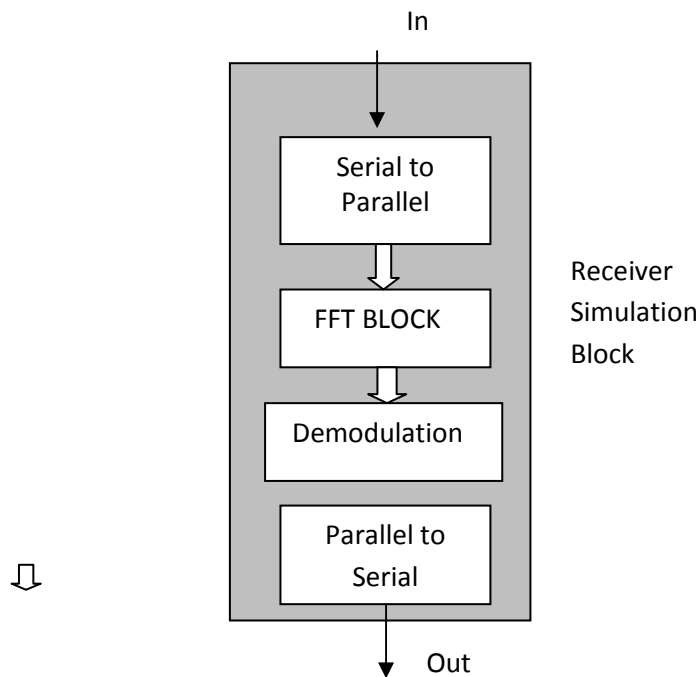 In
Serial to
Parallel
FFT BLOCK
Demodulation
Parallel to
Serial
Receiver
Simulation
Block
Out